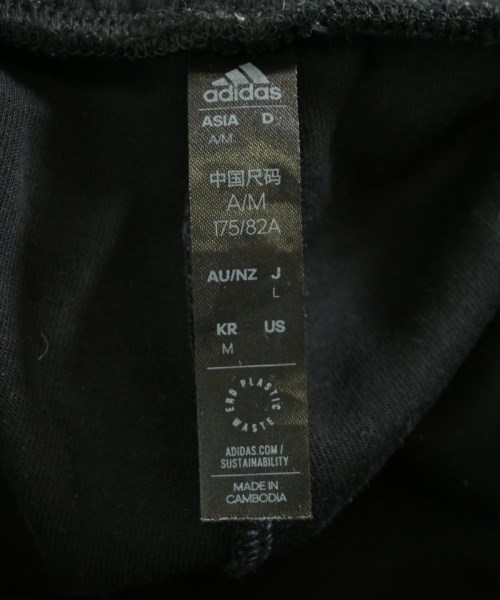 adidas
ASIA D
A/M
中国尺码
A/M
175/82A
AU/NZ J
L
KR US
M
END PLASTIC WASTE
ADIDAS.COM/
SUSTAINABILITY
MADE IN
CAMBODIA